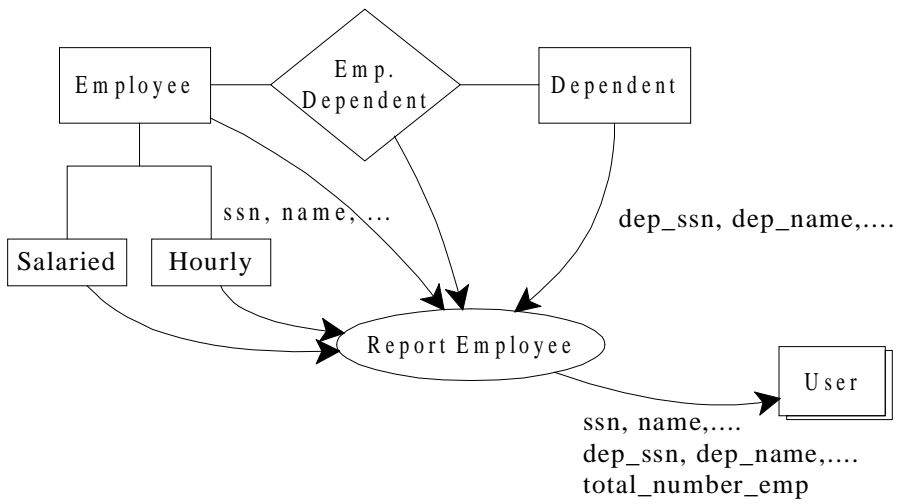 Employee
Emp.
Dependent
Dependent
ssn, name, ...
dep_ssn, dep_name,....
Salaried
Hourly
Report Employee
User
ssn, name,....
dep_ssn, dep_name,....
total_number_emp